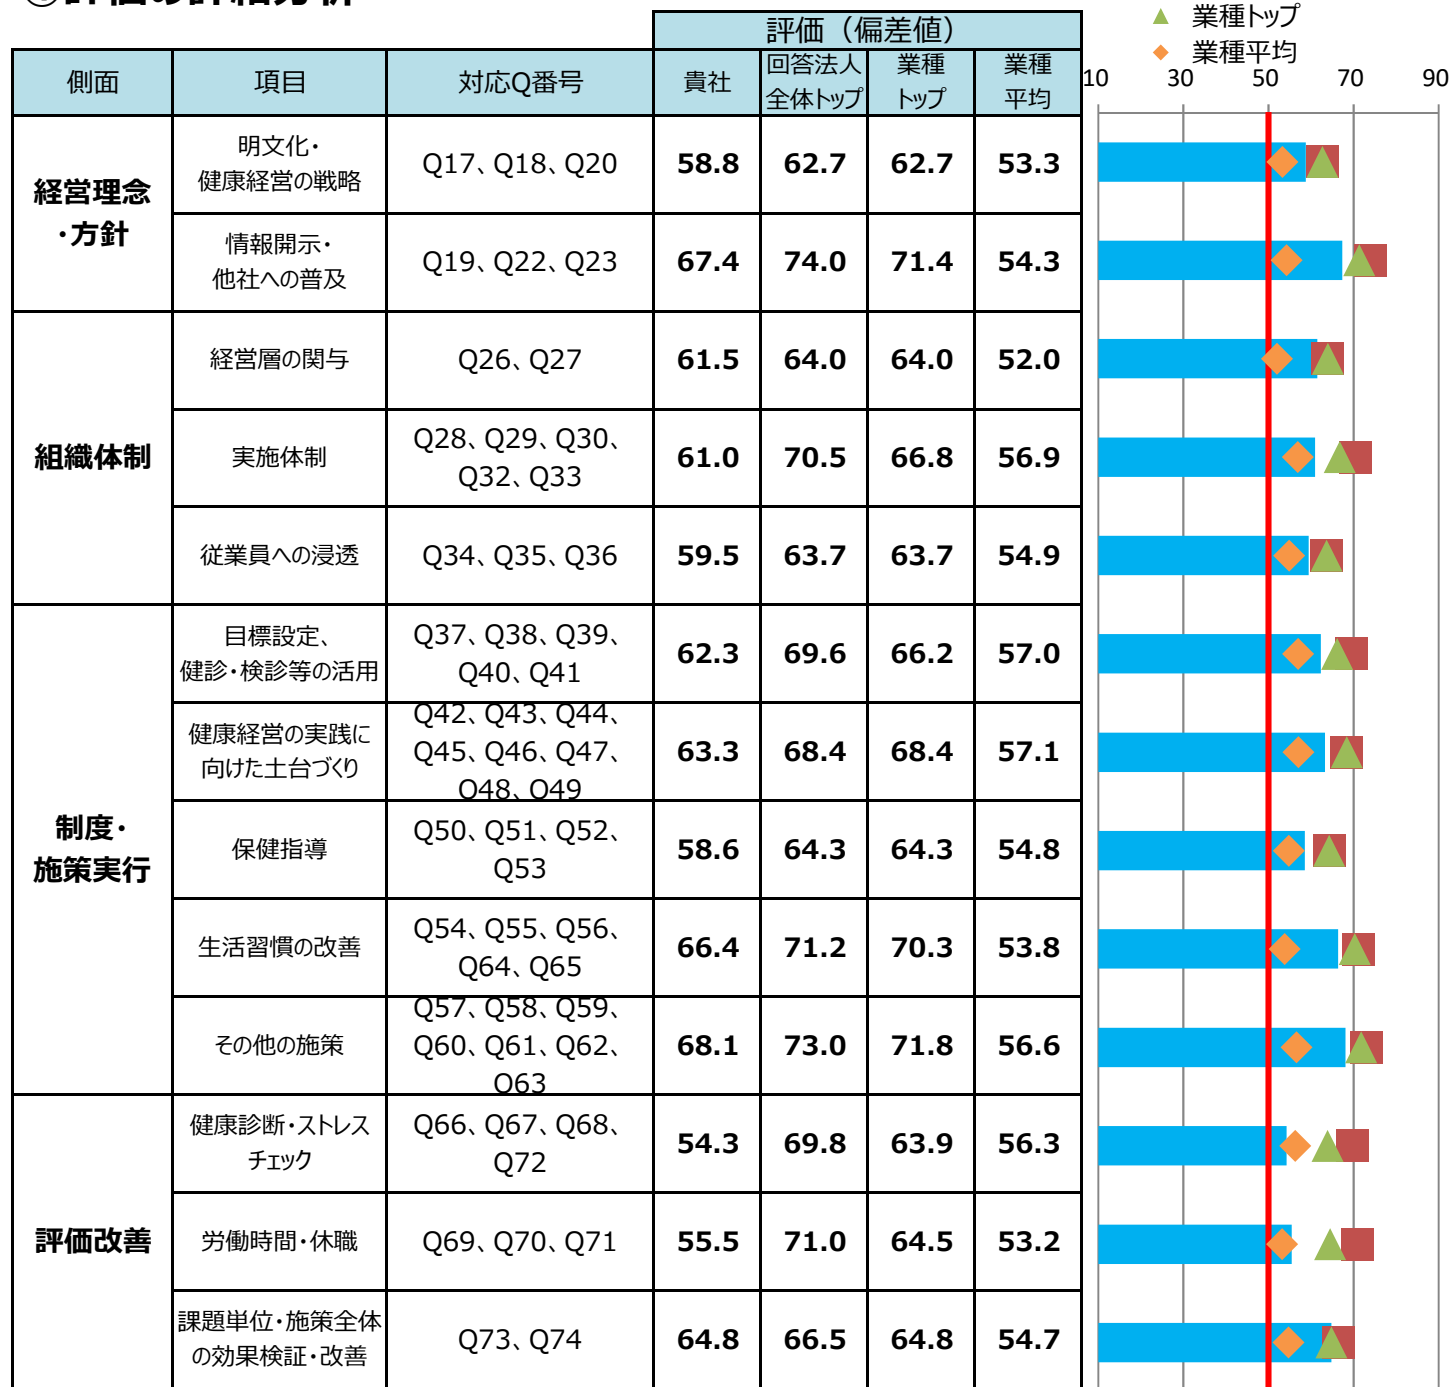 評価（偏差値）
▲ 業種トップ
◆ 業種平均
側面 項目 対応Q番号 貴社 回答法人 業種 業種
全体トップ トップ 平均
10 30 50 70 90
経営理念
・方針
明文化・
健康経営の戦略
Q17、Q18、Q20 58.8 62.7 62.7 53.3
情報開示・
他社への普及
Q19、Q22、Q23 67.4 74.0 71.4 54.3
組織体制
経営層の関与 Q26、Q27 61.5 64.0 64.0 52.0
実施体制
Q28、Q29、Q30、
Q32、Q33
61.0 70.5 66.8 56.9
従業員への浸透 Q34、Q35、Q36 59.5 63.7 63.7 54.9
制度・
施策実行
目標設定、
健診・検診等の活用
Q37、Q38、Q39、
Q40、Q41
62.3 69.6 66.2 57.0
健康経営の実践に
向けた土台づくり
Q42、Q43、Q44、
Q45、Q46、Q47、
Q48、Q49
63.3 68.4 68.4 57.1
保健指導
Q50、Q51、Q52、
Q53
58.6 64.3 64.3 54.8
生活習慣の改善
Q54、Q55、Q56、
Q64、Q65
66.4 71.2 70.3 53.8
その他の施策
Q57、Q58、Q59、
Q60、Q61、Q62、
Q63
68.1 73.0 71.8 56.6
評価改善
健康診断・ストレス
チェック
Q66、Q67、Q68、
Q72
54.3 69.8 63.9 56.3
労働時間・休職 Q69、Q70、Q71 55.5 71.0 64.5 53.2
課題単位・施策全体
の効果検証・改善
Q73、Q74 64.8 66.5 64.8 54.7